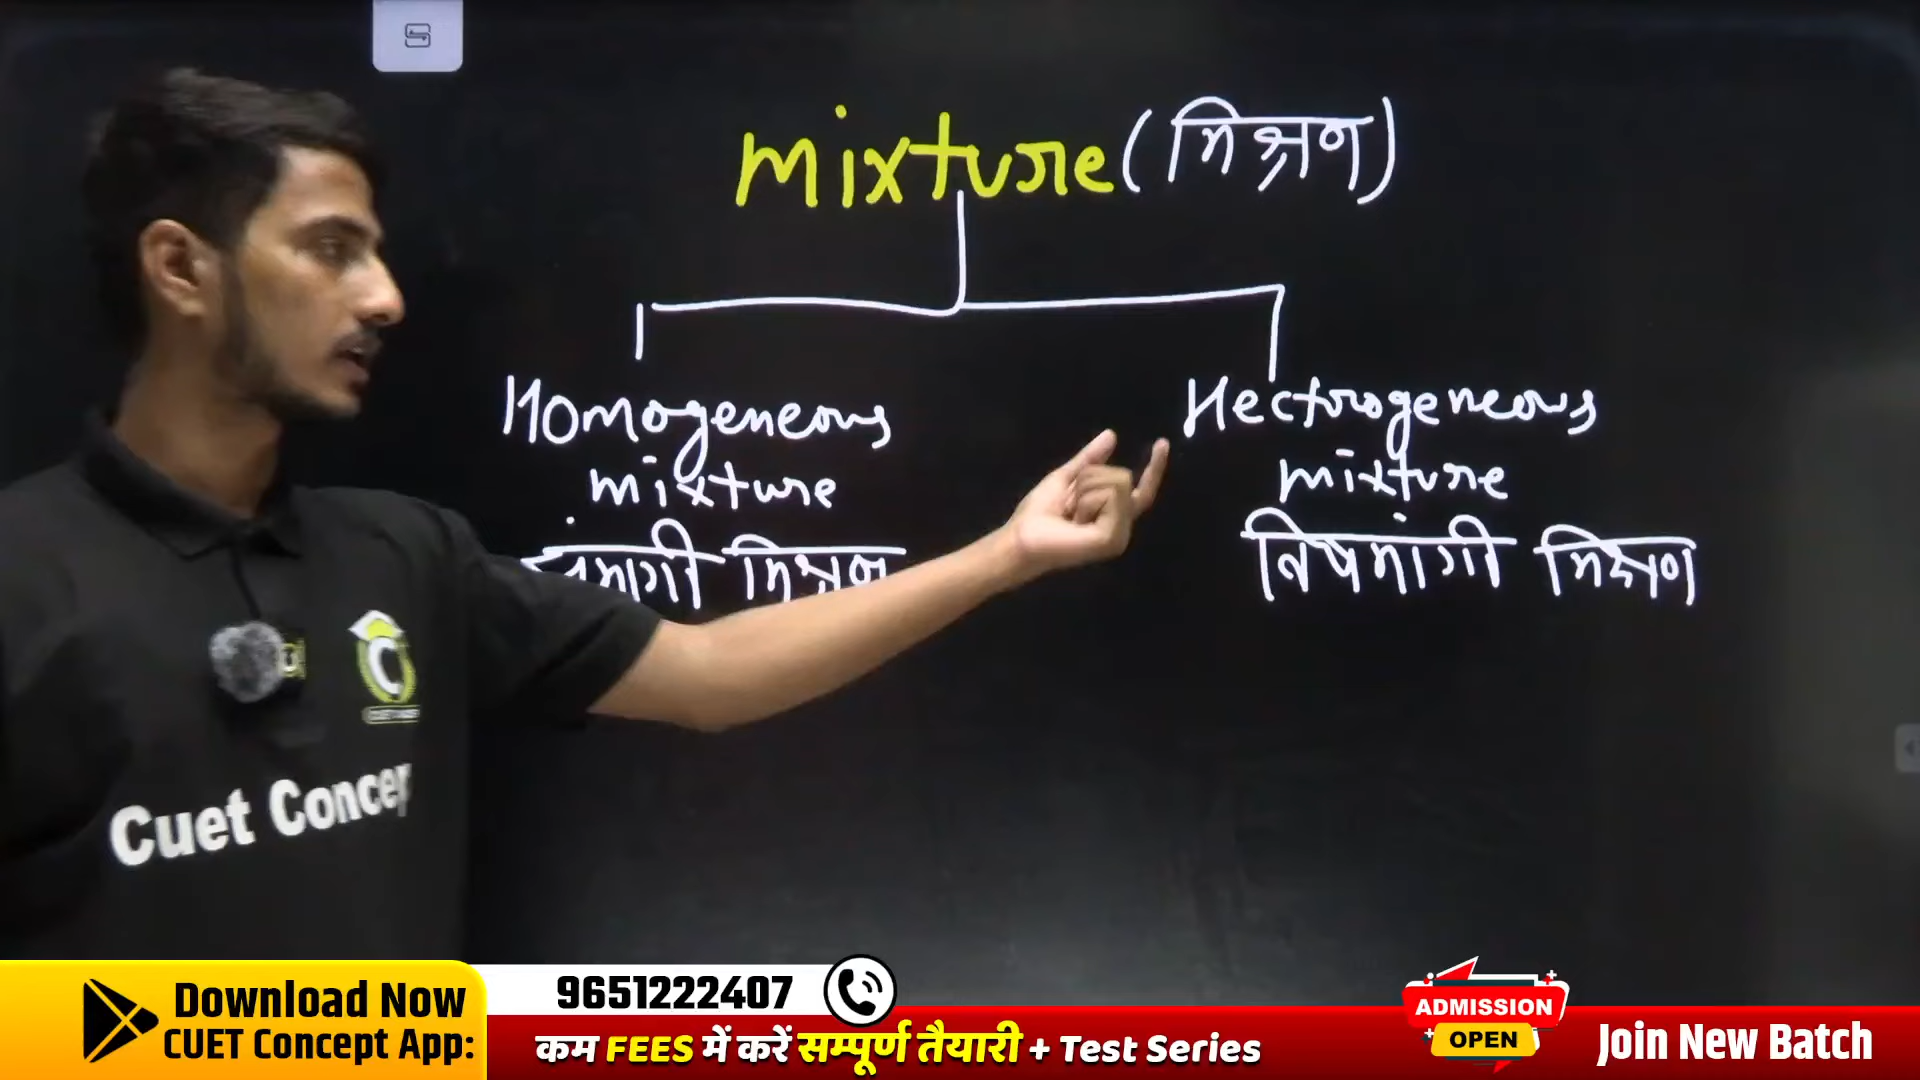 mixture (मिश्रण)
Homogeneous
mixture
मिश्रण
Hectrogeneous
mixture
विषमांगी मिश्रण
Cuet Concep
Download Now
CUET Concept App:
9651222407
कम FEES में करें सम्पूर्ण तैयारी + Test Series
ADMISSION
OPEN
Join New Batch